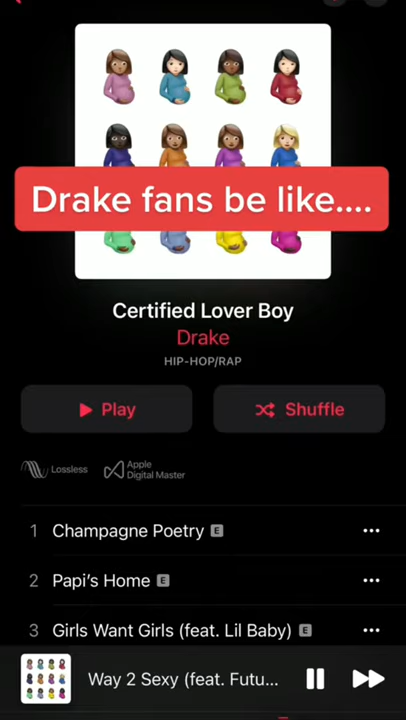 Drake fans be like....
Certified Lover Boy
Drake
HIP-HOP/RAP
Play
Shuffle
Lossless
Apple
Digital Master
1 Champagne Poetry E
2 Papi's Home E
3 Girls Want Girls (feat. Lil Baby) E
Way 2 Sexy (feat. Futu...